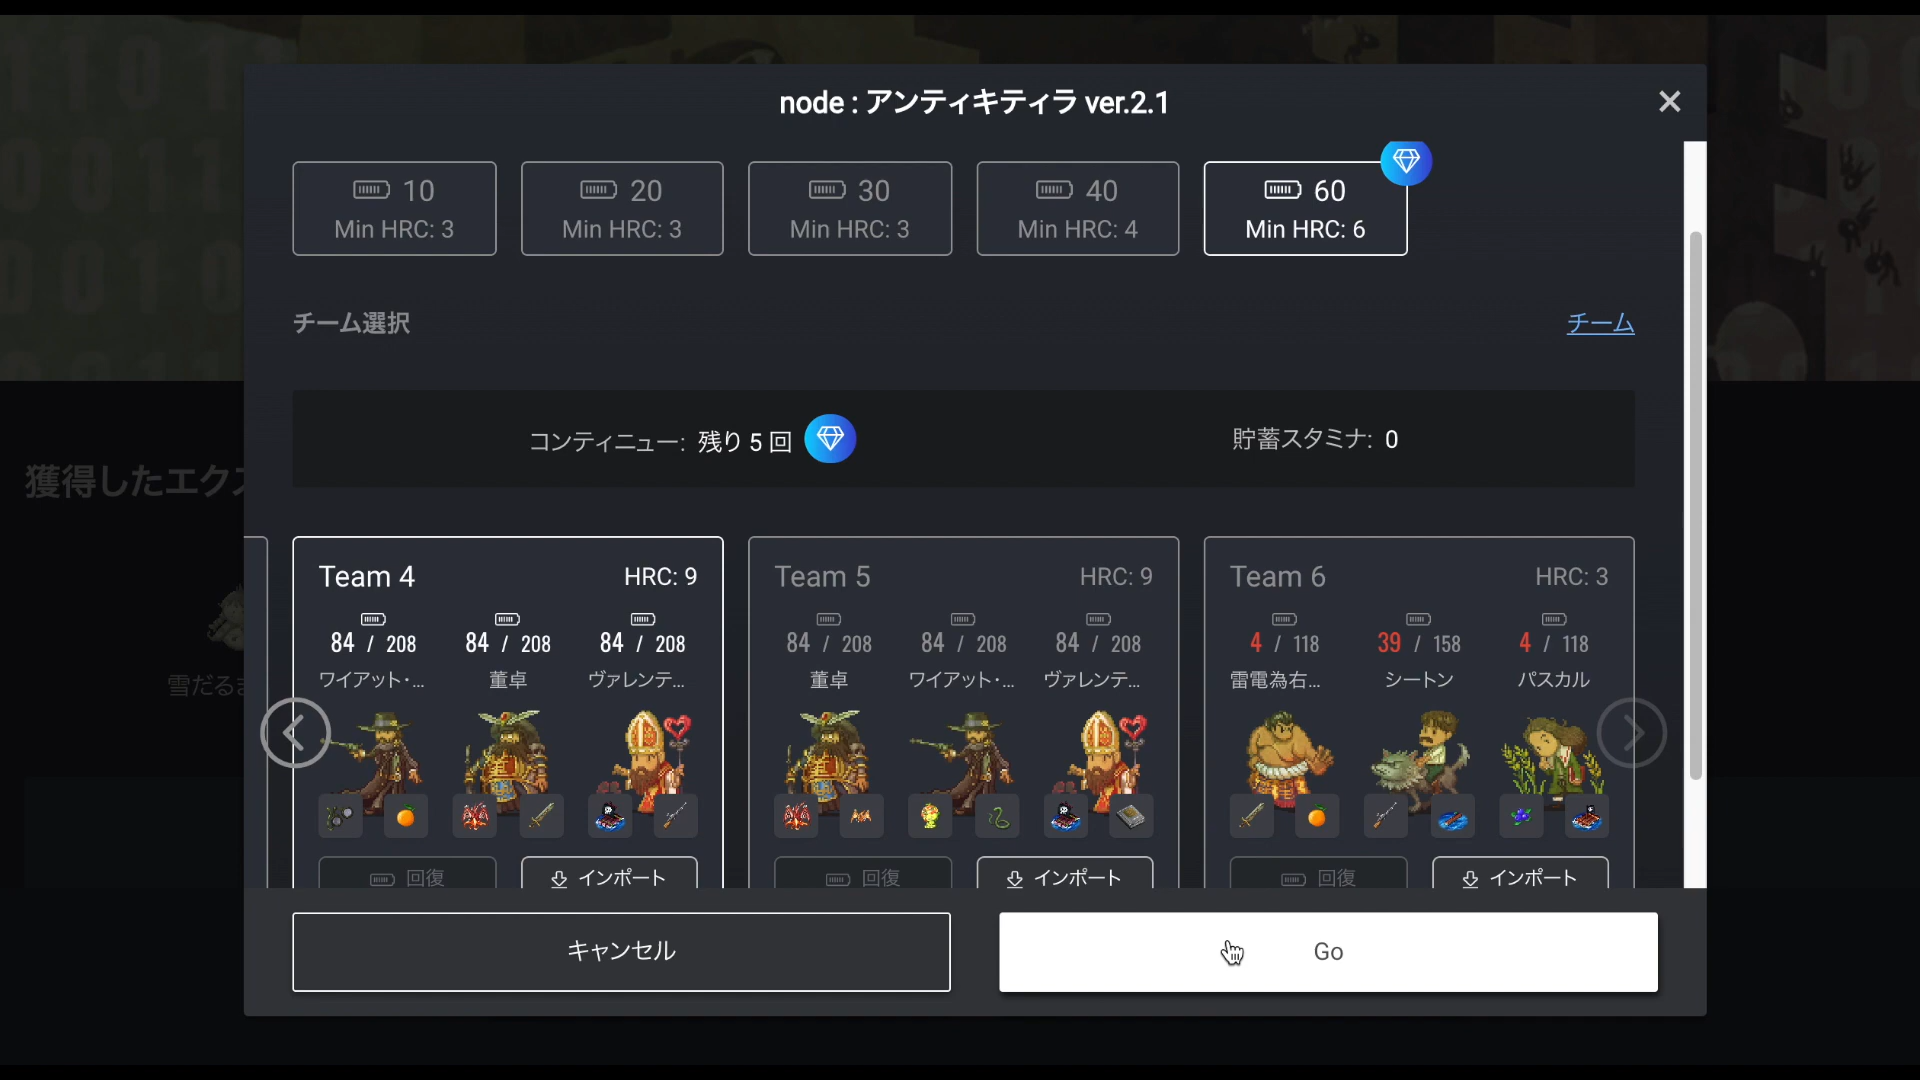 node : アンティキティラ ver.2.1
10
Min HRC: 3
20
Min HRC: 3
30
Min HRC: 3
40
Min HRC: 4
60
Min HRC: 6
チーム選択
チーム
コンティニュー: 残り 5 回
貯蓄スタミナ: 0
獲得したエクス
雪だるま
Team 4
HRC: 9
84 / 208
84 / 208
84 / 208
ワイアット・...
董卓
ヴァレンテ...
回復
インポート
Team 5
HRC: 9
84 / 208
84 / 208
84 / 208
董卓
ワイアット・...
ヴァレンテ...
回復
インポート
Team 6
HRC: 3
4 / 118
39 / 158
4 / 118
雷電為右...
シートン
パスカル
回復
インポート
キャンセル
Go